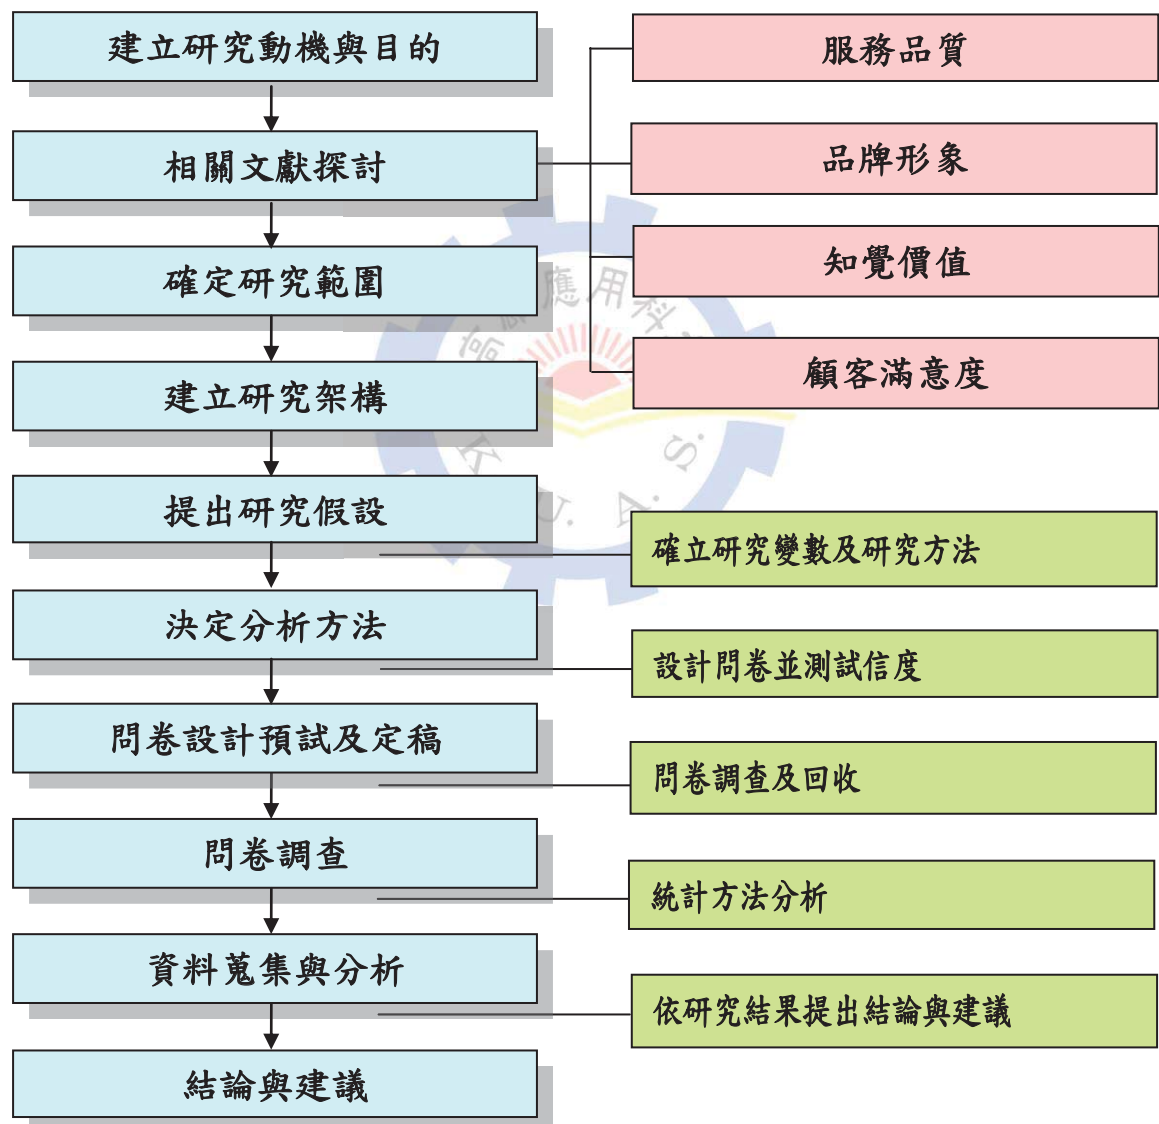 建立研究動機與目的
相關文獻探討
確定研究範圍
建立研究架構
提出研究假設
決定分析方法
問卷設計預試及定稿
問卷調查
資料蒐集與分析
結論與建議
服務品質
品牌形象
知覺價值
顧客滿意度
確立研究變數及研究方法
設計問卷並測試信度
問卷調查及回收
統計方法分析
依研究結果提出結論與建議
應用科
K U. A. S.